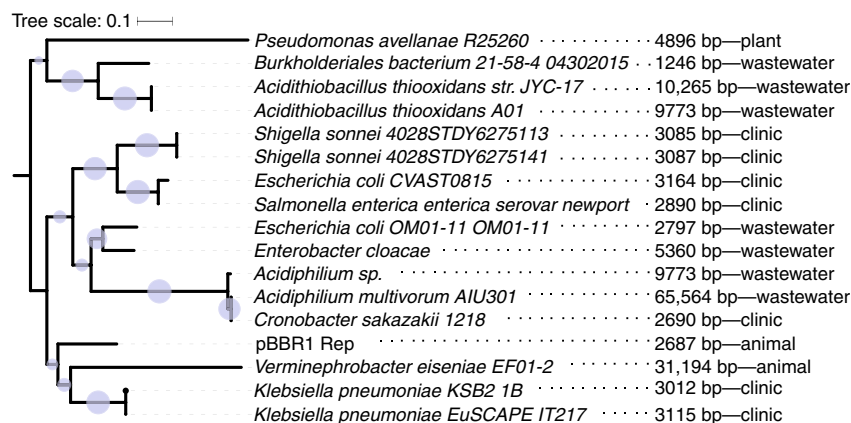 Tree scale: 0.1
Pseudomonas avellanae R25260 4896 bp—plant
Burkholderiales bacterium 21-58-4 04302015 1246 bp—wastewater
Acidithiobacillus thiooxidans str. JYC-17 10,265 bp—wastewater
Acidithiobacillus thiooxidans A01 9773 bp—wastewater
Shigella sonnei 4028STDY6275113 3085 bp—clinic
Shigella sonnei 4028STDY6275141 3087 bp—clinic
Escherichia coli CVAST0815 3164 bp—clinic
Salmonella enterica enterica serovar newport 2890 bp—clinic
Escherichia coli OM01-11 OM01-11 2797 bp—wastewater
Enterobacter cloacae 5360 bp—wastewater
Acidiphilium sp. 9773 bp—wastewater
Acidiphilium multivorum AIU301 65,564 bp—wastewater
Cronobacter sakazakii 1218 2690 bp—clinic
pBBR1 Rep 2687 bp—animal
Verminephrobacter eiseniae EF01-2 31,194 bp—animal
Klebsiella pneumoniae KSB2 1B 3012 bp—clinic
Klebsiella pneumoniae EuSCAPE IT217 3115 bp—clinic